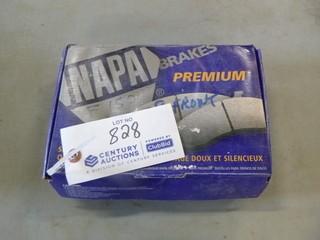 NAPA
BRAKES
PREMIUM
FRONT
LOT NO
828
CENTURY
AUCTIONS
POWERED BY
ClubBid
A DIVISION OF CENTURY SERVICES
DOUX ET SILENCIEUX